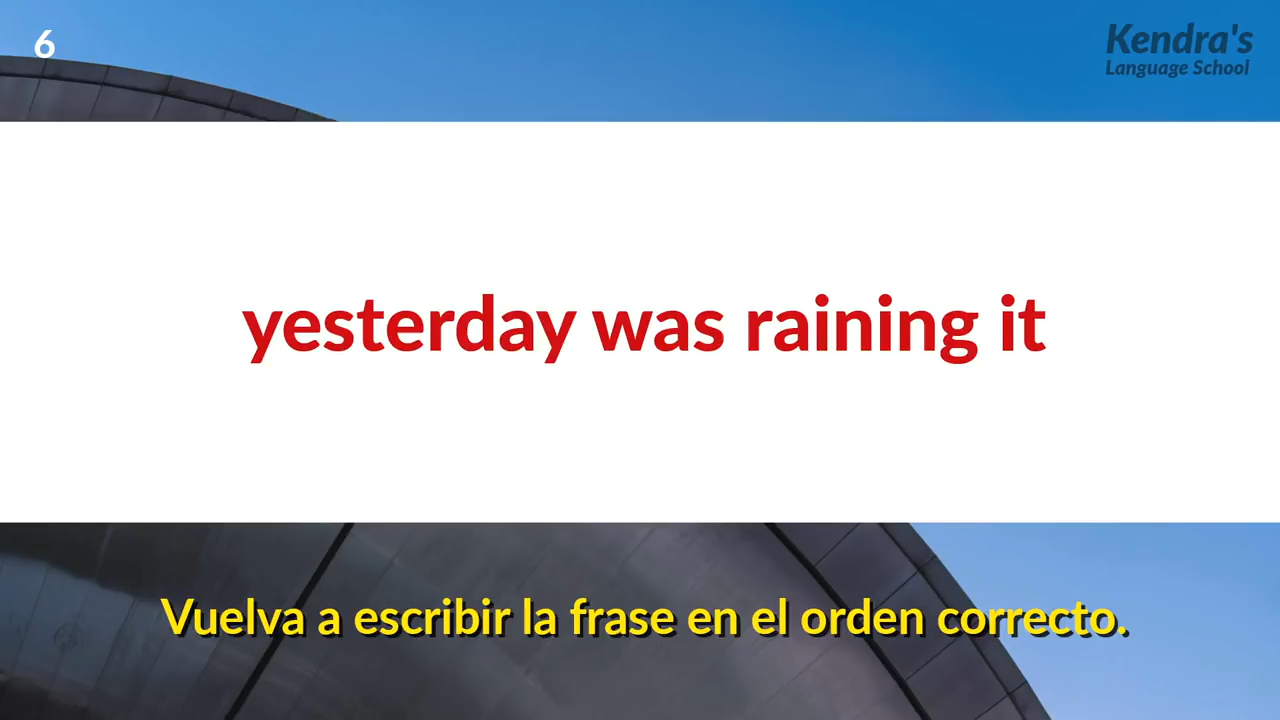 6
Kendra's
Language School
yesterday was raining it
Vuelva a escribir la frase en el orden correcto.